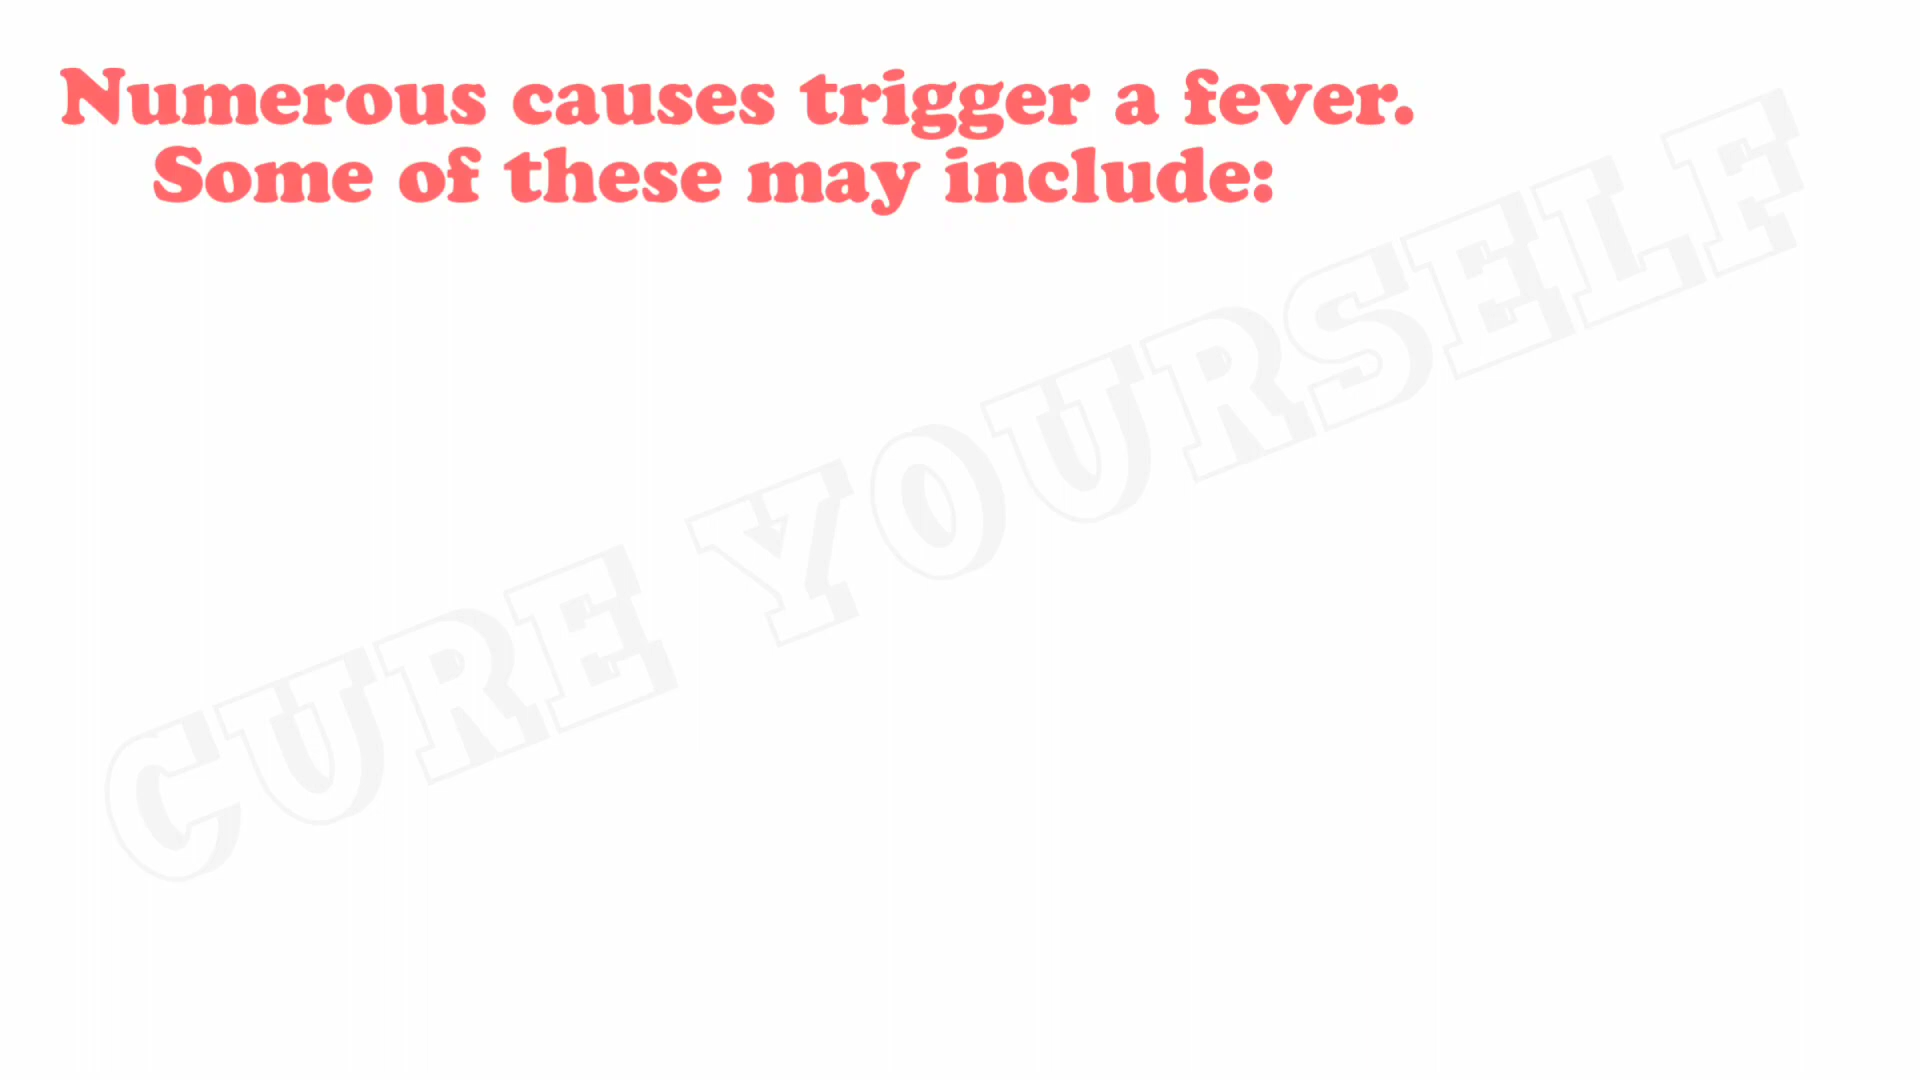 Numerous causes trigger a fever.
Some of these may include:
CURE YOURSELF